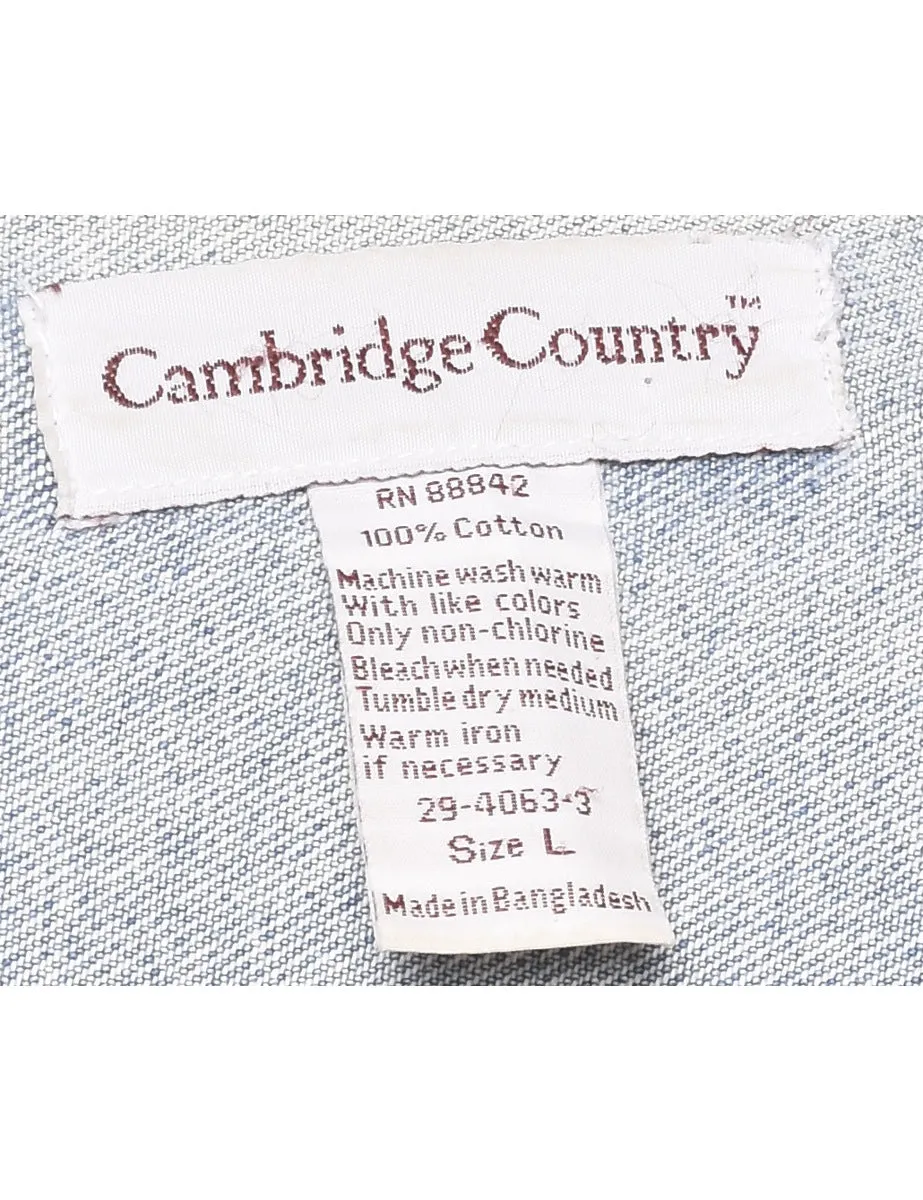 Cambridge Country™
RN 88842
100% Cotton
Machine wash warm
With like colors
Only non-chlorine
Bleach when needed
Tumble dry medium
Warm iron
if necessary
29-4063-3
Size L
Made in Bangladesh